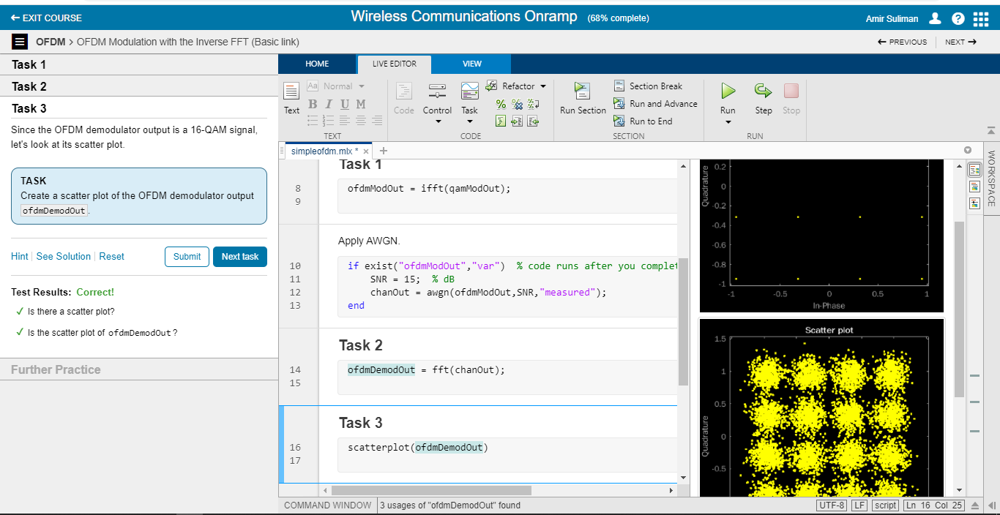 ← EXIT COURSE
Wireless Communications Onramp (68% complete)
Amir Suliman
?
OFDM > OFDM Modulation with the Inverse FFT (Basic link)
← PREVIOUS
NEXT →
Task 1
Task 2
Task 3
Since the OFDM demodulator output is a 16-QAM signal,
let's look at its scatter plot.
TASK
Create a scatter plot of the OFDM demodulator output
ofdmDemodOut.
Hint
See Solution
Reset
Submit
Next task
Test Results: Correct!
✓ Is there a scatter plot?
✓ Is the scatter plot of ofdmDemodOut?
Further Practice
HOME
LIVE EDITOR
VIEW
Text
Aa Normal
B I U M
TEXT
Code
Control
Task
Refactor
CODE
Run Section
Section Break
Run and Advance
Run to End
SECTION
Run
Step
Stop
RUN
simpleofdm.mlx * ×
+
WORKSPACE
Task 1
8 ofdmModOut = ifft(qamModOut);
9
Apply AWGN.
10 if exist("ofdmModOut","var") % code runs after you complet
11 SNR = 15; % dB
12 chanOut = awgn(ofdmModOut,SNR,"measured");
13 end
Task 2
14 ofdmDemodOut = fft(chanOut);
15
Task 3
16 scatterplot(ofdmDemodOut)
17
Quadrature
0.2
0
-0.2
-0.4
-0.6
-0.8
-1
-1 -0.5 0 0.5 1
In-Phase
Scatter plot
Quadrature
1.5
1
0.5
0
-0.5
COMMAND WINDOW
3 usages of "ofdmDemodOut" found
UTF-8
LF
script
Ln 16 Col 25